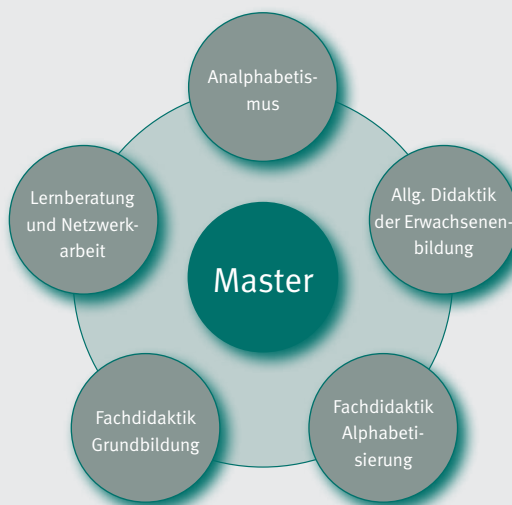 Analphabetis-
mus
Lernberatung
und Netzwerk-
arbeit
Allg. Didaktik
der Erwachsenen-
bildung
Master
Fachdidaktik
Grundbildung
Fachdidaktik
Alphabeti-
sierung